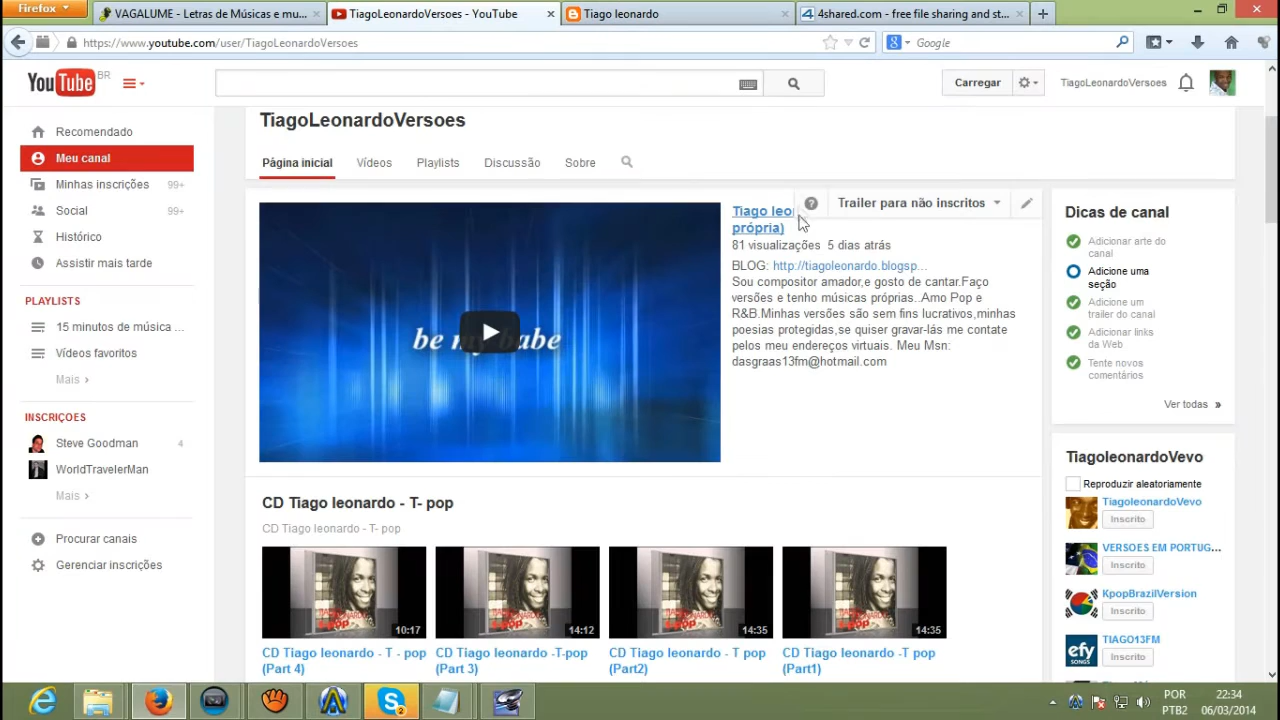 Firefox
VAGALUME - Letras de Músicas e mu...
TiagoLeonardoVersoes - YouTube
Tiago leonardo
4shared.com - free file sharing and st...
https://www.youtube.com/user/TiagoLeonardoVersoes
Google
YouTube BR
Carregar
TiagoLeonardoVersoes
Recomendado
Meu canal
Minhas inscrições 99+
Social 99+
Histórico
Assistir mais tarde
PLAYLISTS
15 minutos de música ...
Vídeos favoritos
Mais ›
INSCRIÇÕES
Steve Goodman 4
WorldTravelerMan
Mais ›
Procurar canais
Gerenciar inscrições
TiagoLeonardoVersoes
Página inicial
Vídeos
Playlists
Discussão
Sobre
be my babe
Tiago leo
própria)
Trailer para não inscritos
81 visualizações 5 dias atrás
BLOG: http://tiagoleonardo.blogsp...
Sou compositor amador,e gosto de cantar.Faço
versões e tenho músicas próprias..Amo Pop e
R&B.Minhas versões são sem fins lucrativos,minhas
poesias protegidas,se quiser gravar-lás me contate
pelos meu endereços virtuais. Meu Msn:
dasgraas13fm@hotmail.com
CD Tiago leonardo - T- pop
CD Tiago leonardo - T- pop
10:17
14:12
14:35
14:35
CD Tiago leonardo - T - pop
(Part 4)
CD Tiago leonardo -T-pop
(Part 3)
CD Tiago leonardo - T pop
(Part2)
CD Tiago leonardo -T pop
(Part1)
Dicas de canal
Adicionar arte do
canal
Adicione uma
seção
Adicione um
trailer do canal
Adicionar links
da Web
Tente novos
comentários
Ver todas »
TiagoleonardoVevo
Reproduzir aleatoriamente
TiagoleonardoVevo
Inscrito
VERSOES EM PORTUG...
Inscrito
KpopBrazilVersion
Inscrito
efy
SONGS
TIAGO13FM
Inscrito
POR
PTB2
22:34
06/03/2014